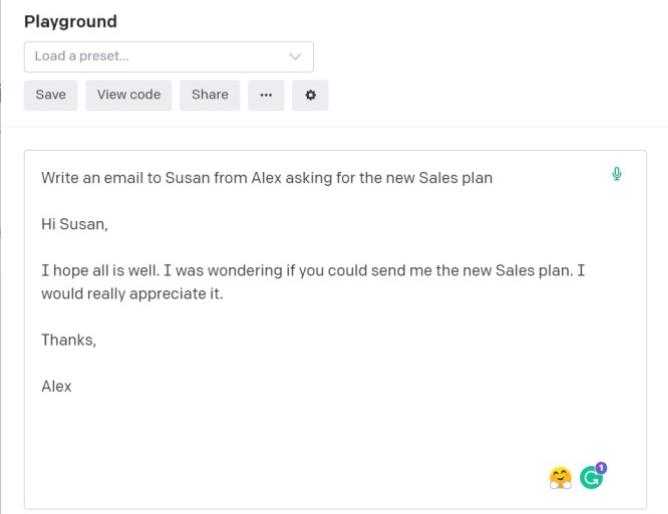 Playground
Load a preset...
Save View code Share ...
Write an email to Susan from Alex asking for the new Sales plan
Hi Susan,
I hope all is well. I was wondering if you could send me the new Sales plan. I
would really appreciate it.
Thanks,
Alex
1